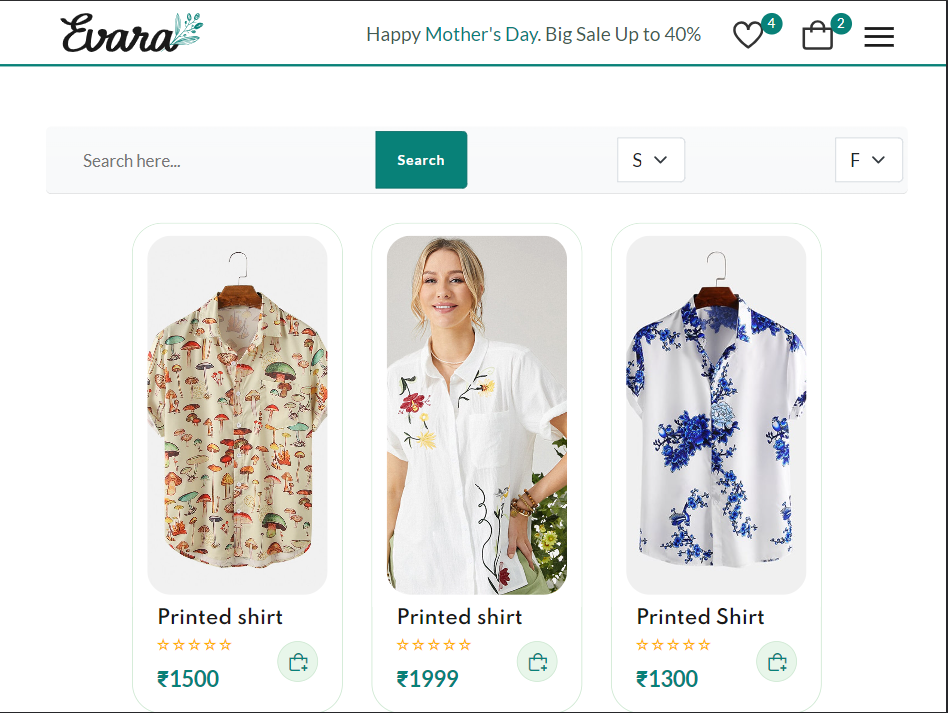 Evara
Happy Mother's Day. Big Sale Up to 40%
4
2
Search here...
Search
S
F
Printed shirt
₹1500
Printed shirt
₹1999
Printed Shirt
₹1300